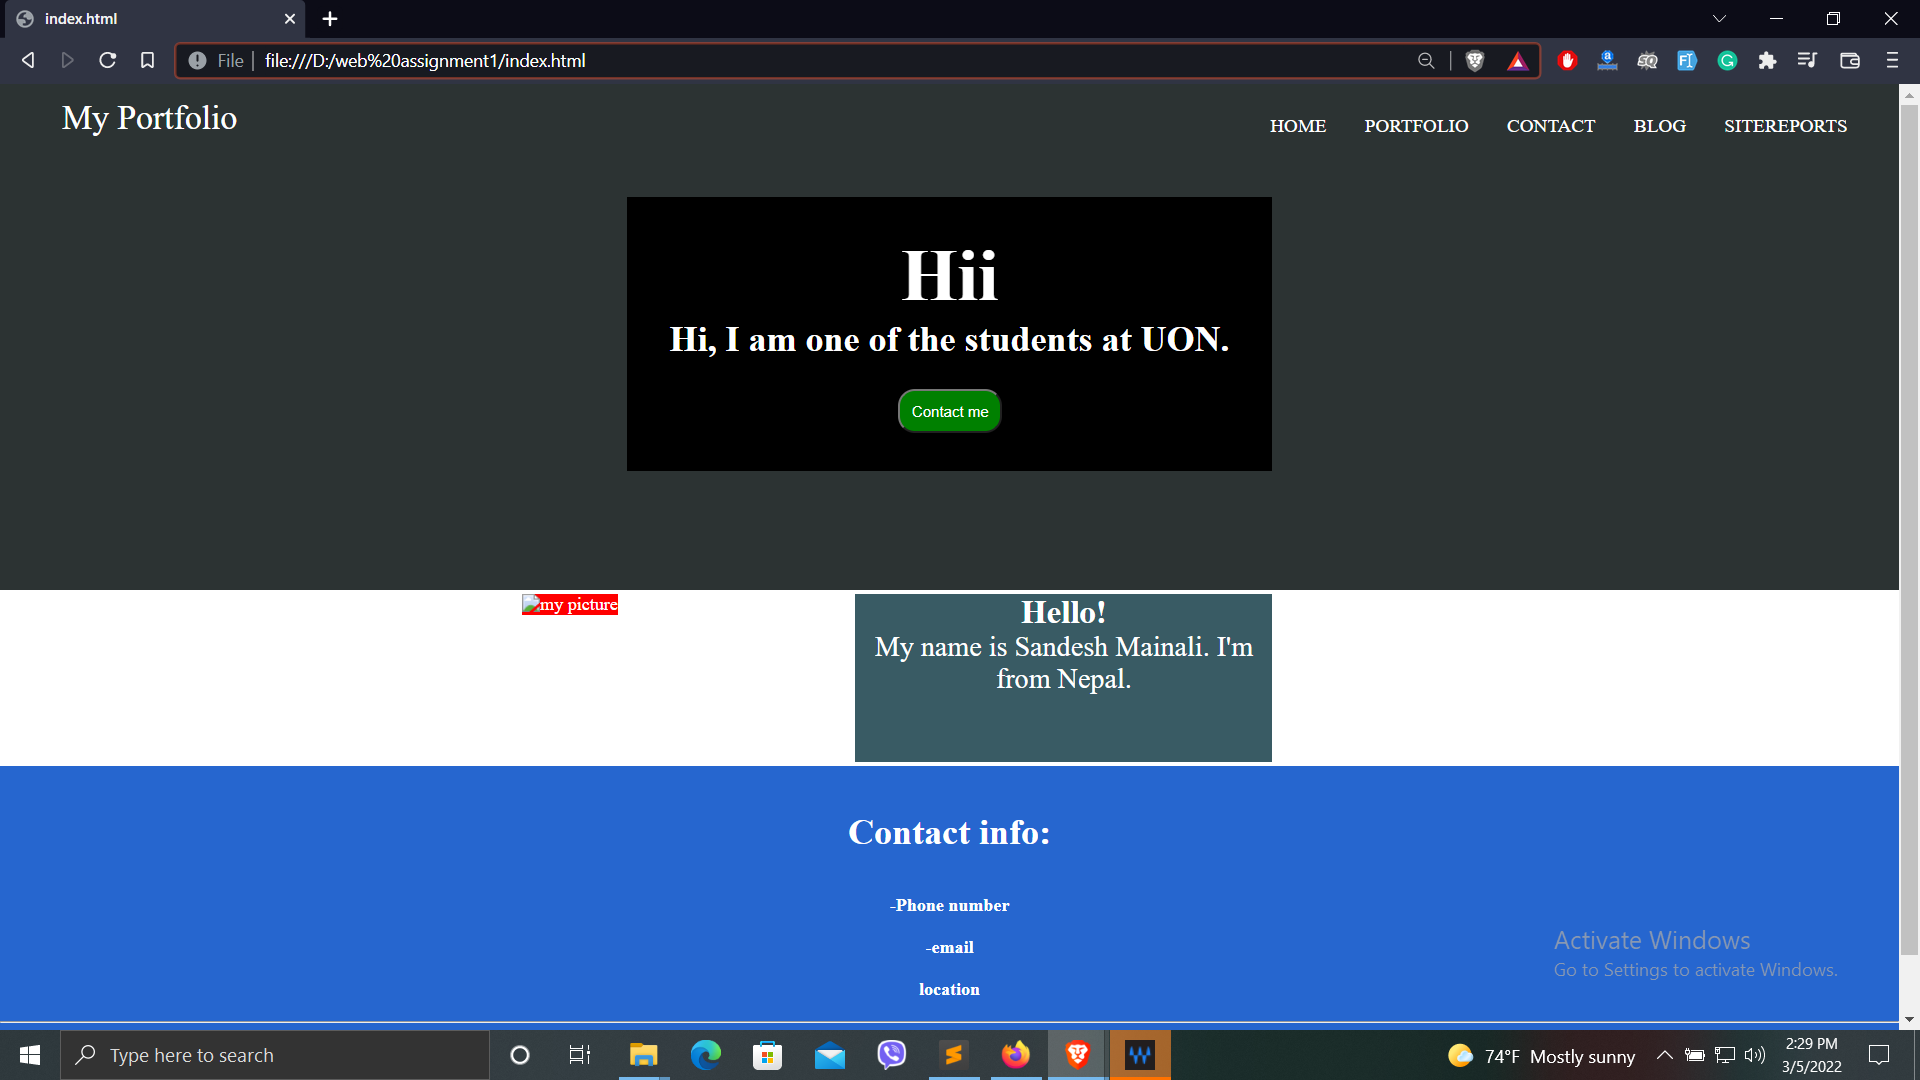 index.html
File
file:///D:/web%20assignment1/index.html
My Portfolio
HOME PORTFOLIO CONTACT BLOG SITEREPORTS
Hii
Hi, I am one of the students at UON.
Contact me
my picture
Hello!
My name is Sandesh Mainali. I'm
from Nepal.
Contact info:
-Phone number
-email
location
Activate Windows
Go to Settings to activate Windows.
Type here to search
74°F Mostly sunny
2:29 PM
3/5/2022